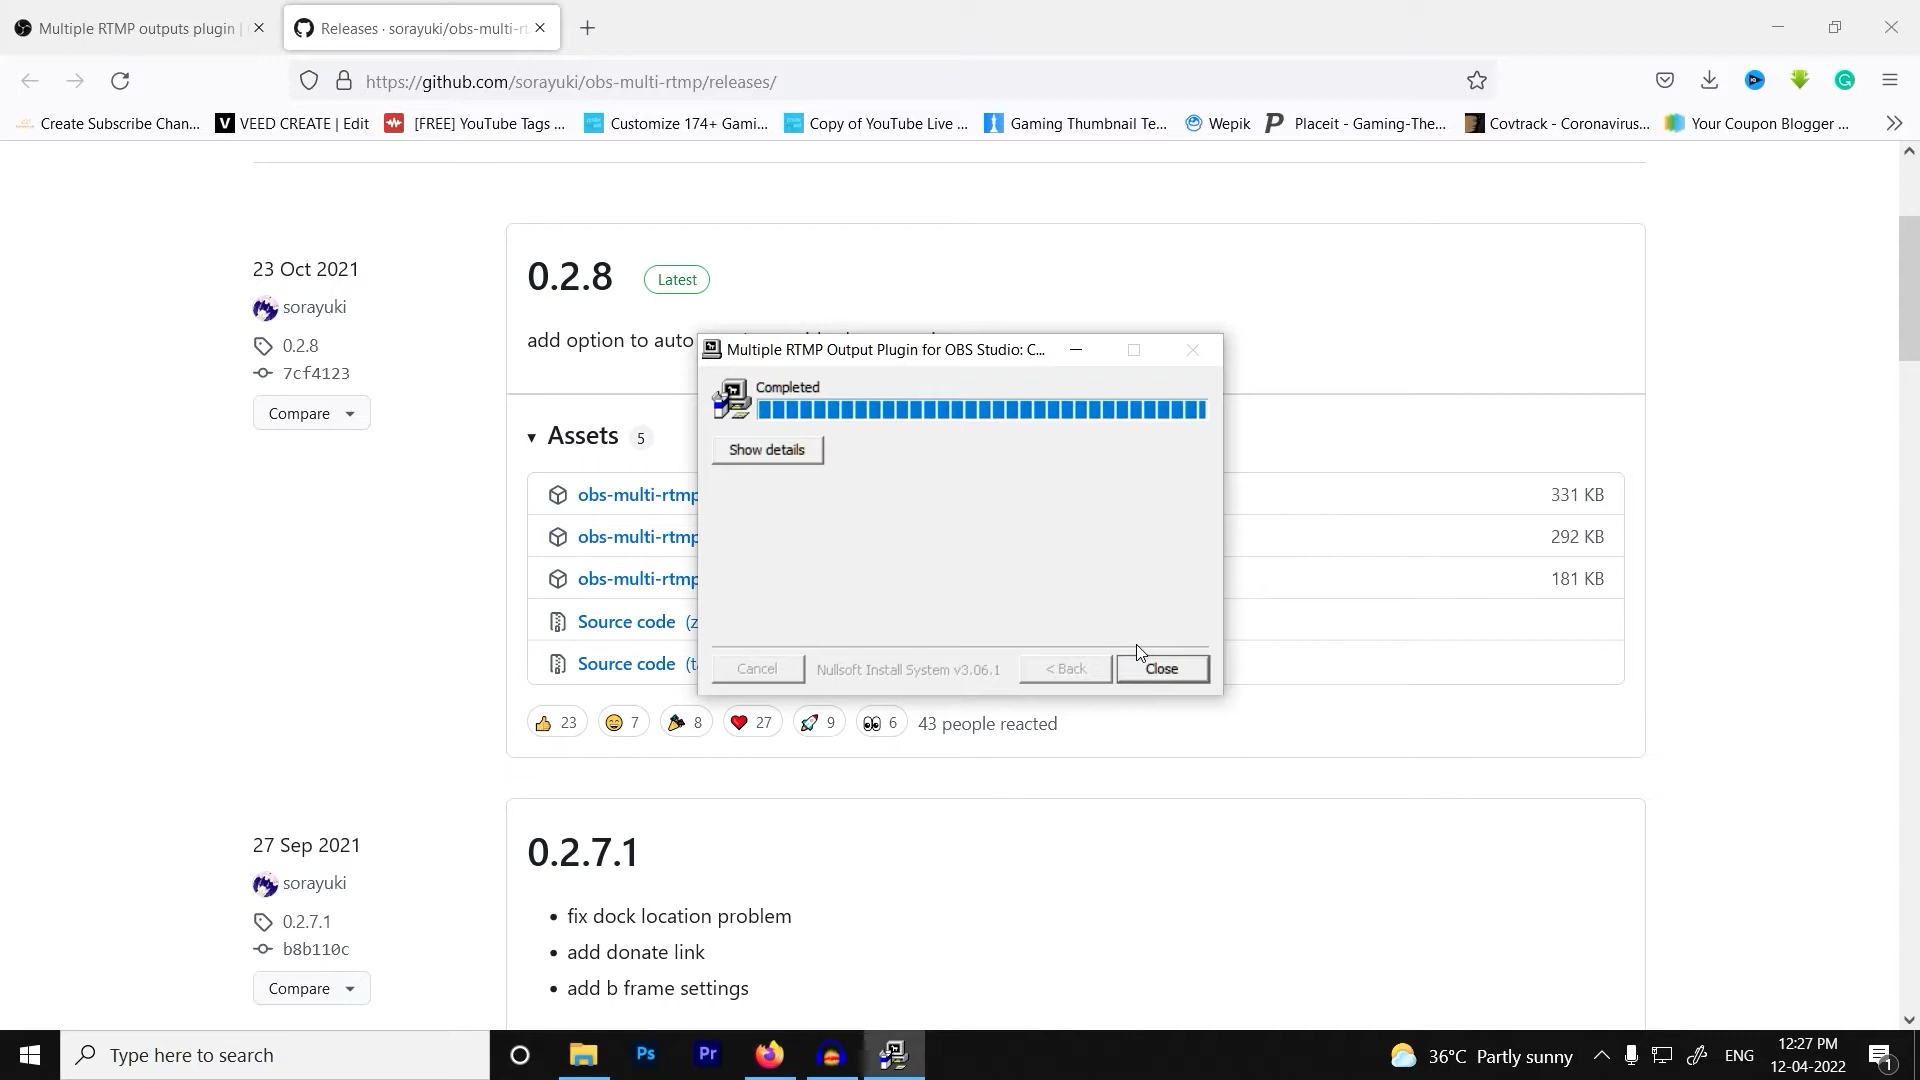 Multiple RTMP outputs plugin |
Releases · sorayuki/obs-multi-rt
https://github.com/sorayuki/obs-multi-rtmp/releases/
Create Subscribe Chan...
V VEED CREATE | Edit
[FREE] YouTube Tags ...
Customize 174+ Gami...
Copy of YouTube Live ...
Gaming Thumbnail Te...
Wepik
Placeit - Gaming-The...
Covtrack - Coronavirus...
Your Coupon Blogger ...
23 Oct 2021
sorayuki
0.2.8
7cf4123
Compare
0.2.8
Latest
add option to auto
Assets 5
obs-multi-rtmp
331 KB
obs-multi-rtmp
292 KB
obs-multi-rtmp
181 KB
Source code (z
Source code (ta
Multiple RTMP Output Plugin for OBS Studio: C...
Completed
Show details
Cancel
Nullsoft Install System v3.06.1
< Back
Close
23
7
8
27
9
6
43 people reacted
27 Sep 2021
sorayuki
0.2.7.1
b8b110c
Compare
0.2.7.1
• fix dock location problem
• add donate link
• add b frame settings
Type here to search
Ps
Pr
36°C Partly sunny
ENG
12:27 PM
12-04-2022
1